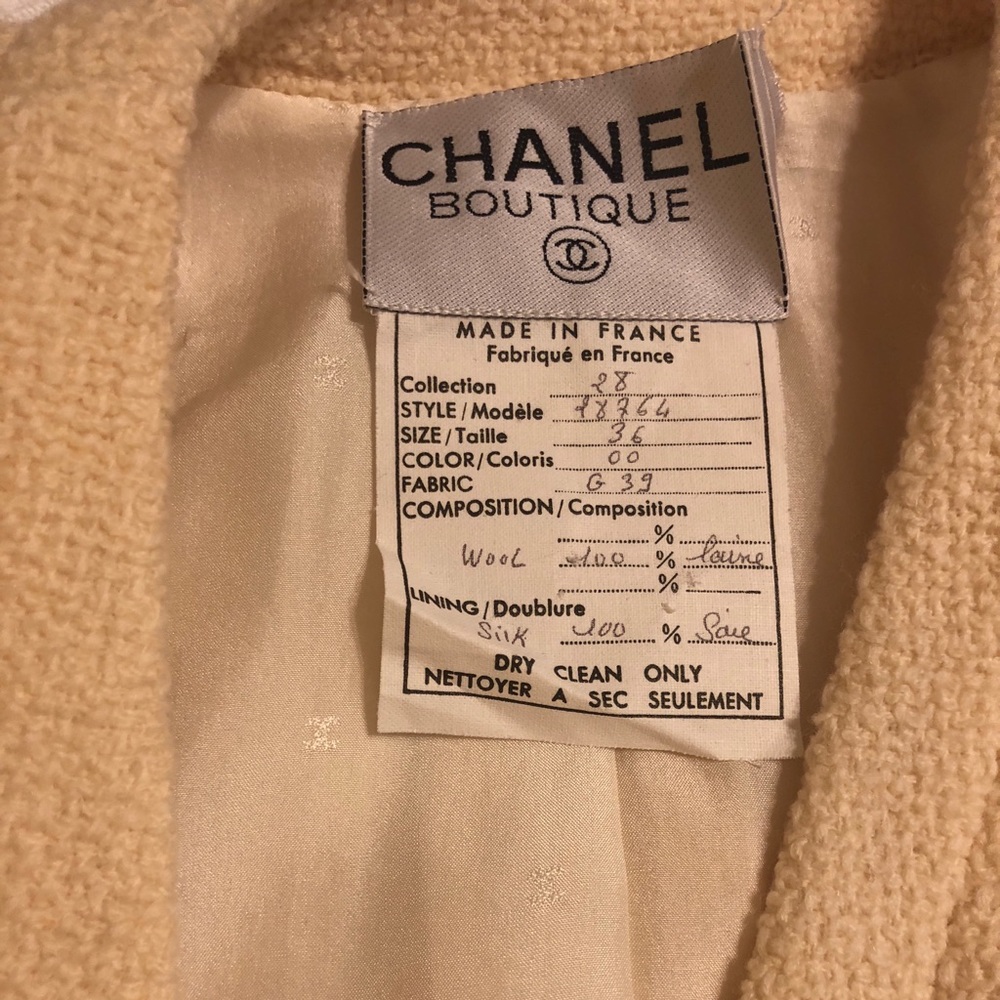 CHANEL
BOUTIQUE
MADE IN FRANCE
Fabriqué en France
Collection 28
STYLE/Modèle 28764
SIZE/Taille 36
COLOR/Coloris 00
FABRIC G 39
COMPOSITION/Composition
%
WOOL 100 % laine
%
LINING/Doublure
Silk 100 % Soie
DRY CLEAN ONLY
NETTOYER A SEC SEULEMENT